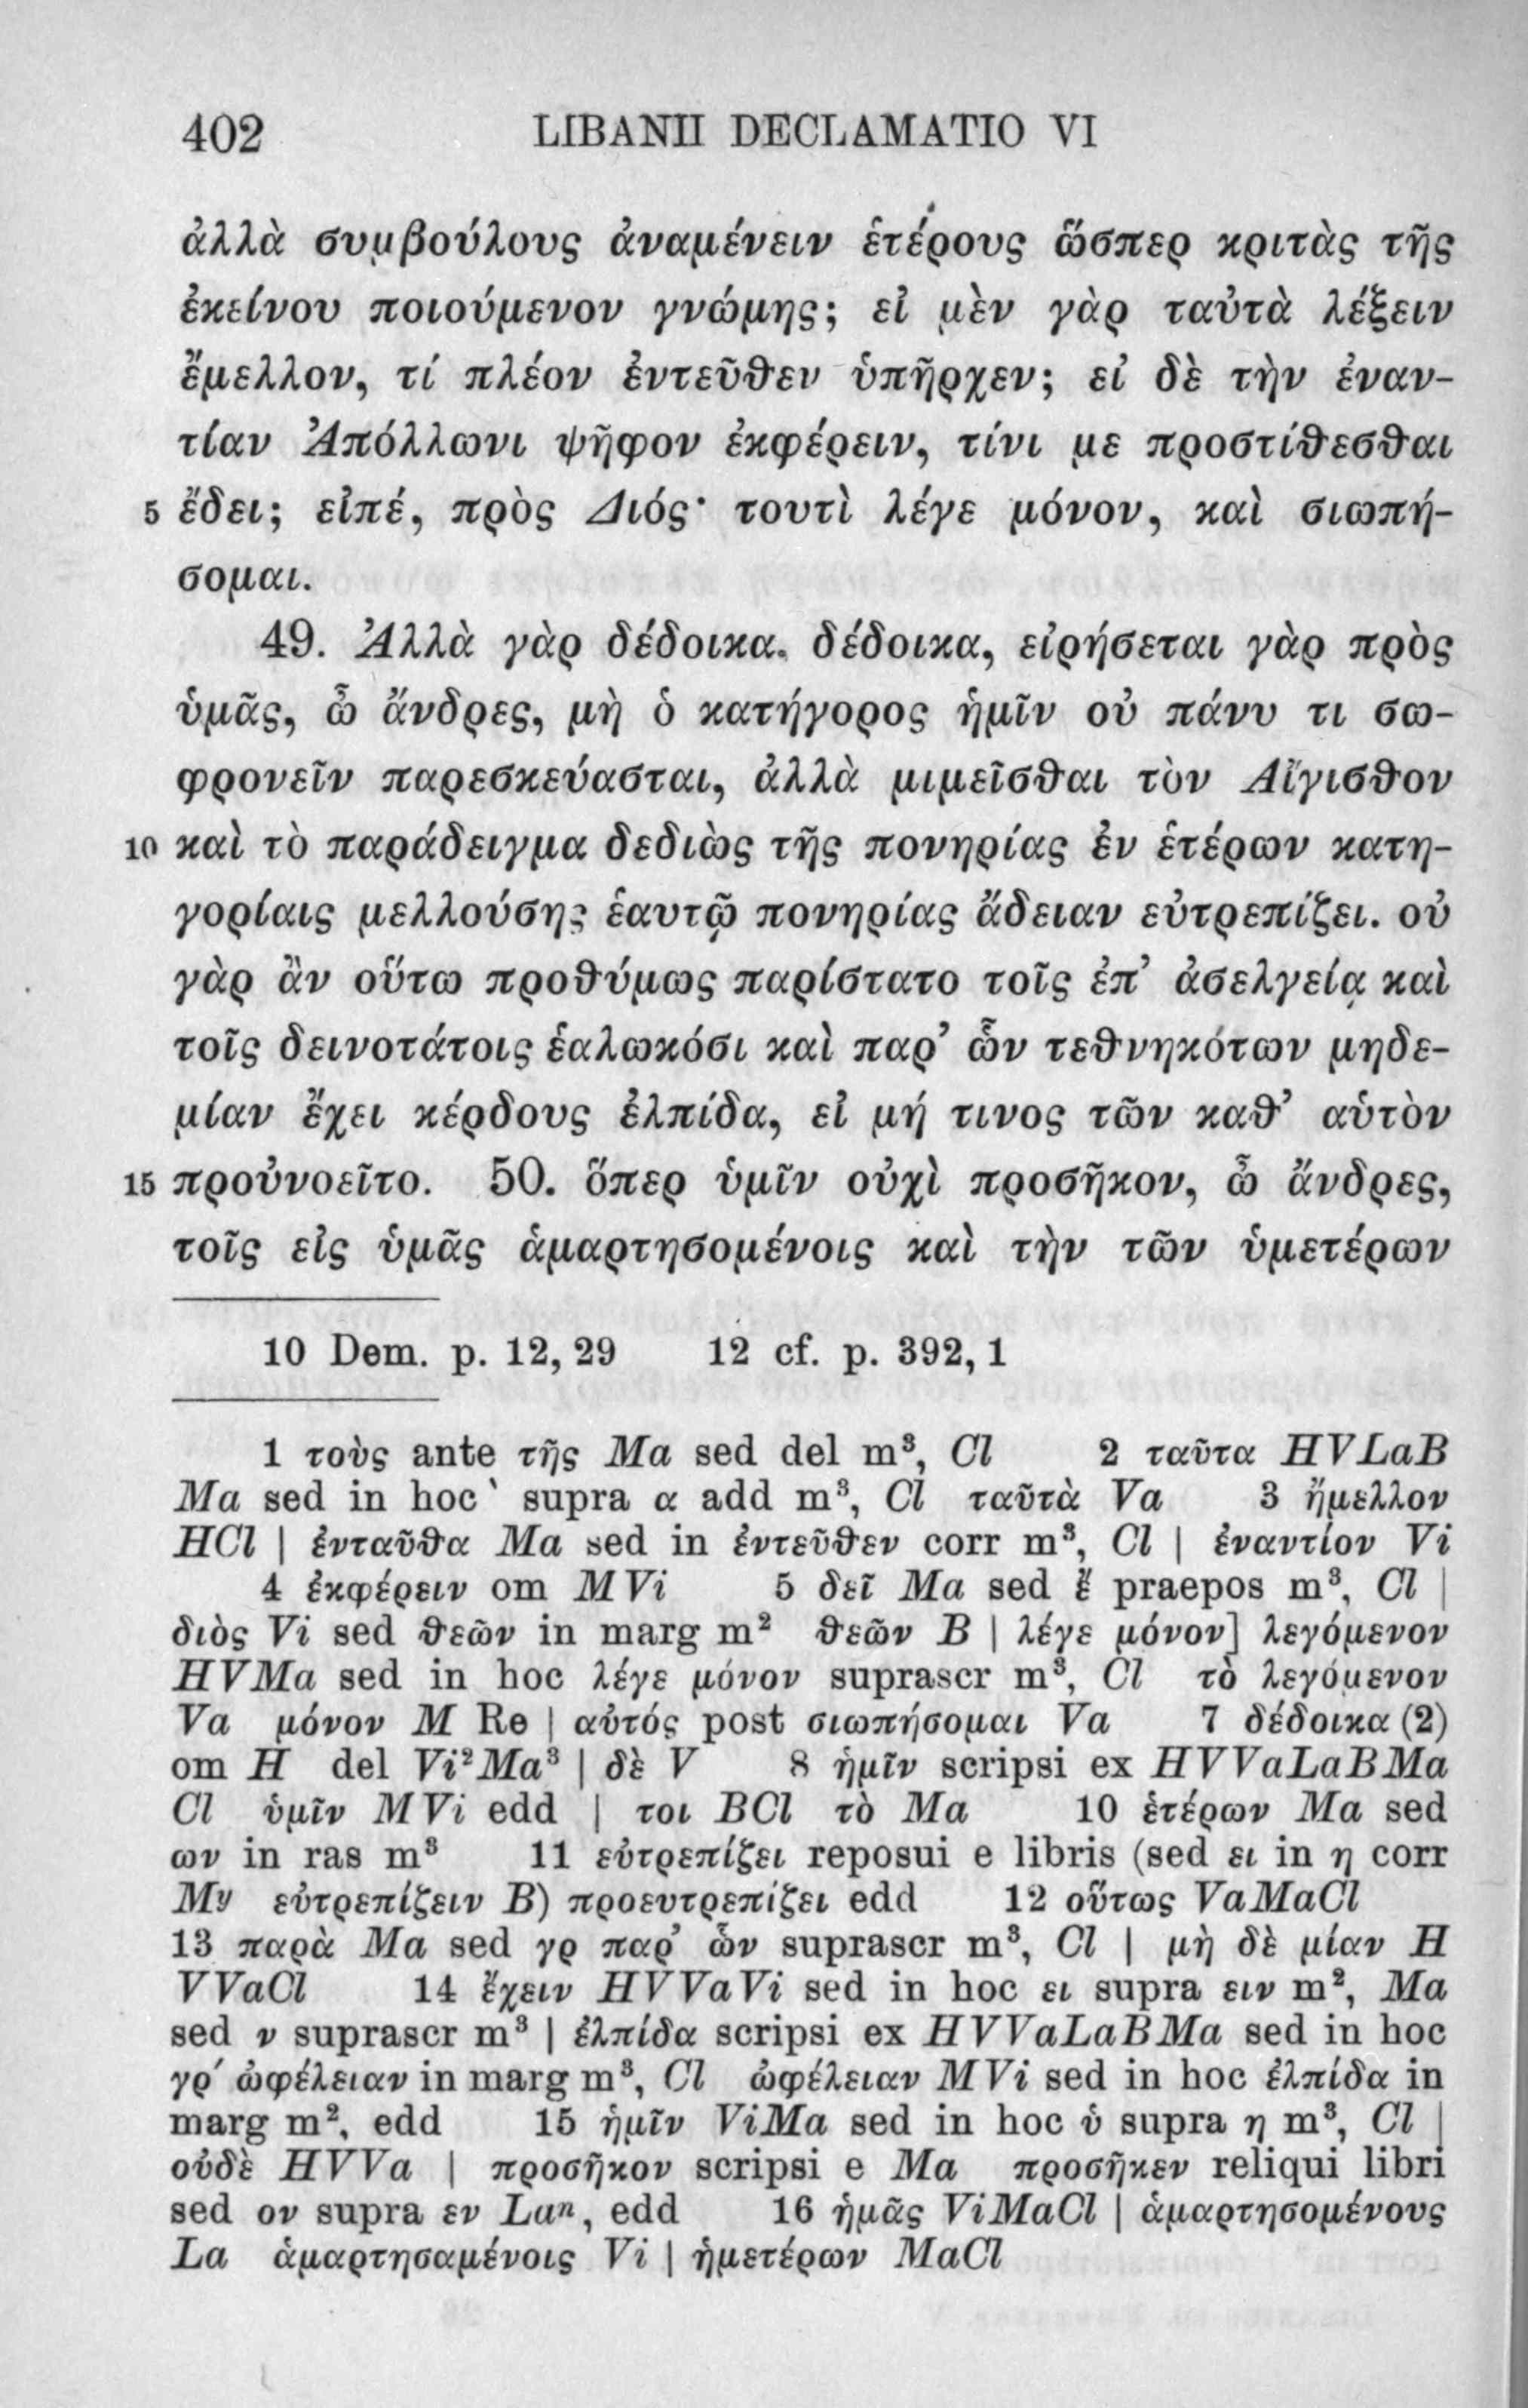 402 LIBANII DECLAMATIO VI
ἀλλὰ συμβούλους ἀναμένειν ἑτέρους ὥσπερ κριτὰς τῆς
ἐκείνου ποιούμενον γνώμης; εἰ μὲν γὰρ ταὐτὰ λέξειν
ἔμελλον, τί πλέον ἐντεῦθεν ὑπῆρχεν; εἰ δὲ τὴν ἐναν-
τίαν Ἀπόλλωνι ψῆφον ἐκφέρειν, τίνι με προστίθεσθαι
5 ἔδει; εἰπέ, πρὸς Διός· τουτὶ λέγε μόνον, καὶ σιωπή-
σομαι.
49. Ἀλλὰ γὰρ δέδοικα, δέδοικα, εἰρήσεται γὰρ πρὸς
ὑμᾶς, ὦ ἄνδρες, μὴ ὁ κατήγορος ἡμῖν οὐ πάνυ τι σω-
φρονεῖν παρεσκεύασται, ἀλλὰ μιμεῖσθαι τὸν Αἴγισθον
10 καὶ τὸ παράδειγμα δεδιὼς τῆς πονηρίας ἐν ἑτέρων κατη-
γορίαις μελλούσης ἑαυτῷ πονηρίας ἄδειαν εὐτρεπίζει. οὐ
γὰρ ἂν οὕτω προθύμως παρίστατο τοῖς ἐπ’ ἀσελγείᾳ καὶ
τοῖς δεινοτάτοις ἑαλωκόσι καὶ παρ’ ὧν τεθνηκότων μηδε-
μίαν ἔχει κέρδους ἐλπίδα, εἰ μή τινος τῶν καθ’ αὑτὸν
15 προὐνοεῖτο. 50. ὅπερ ὑμῖν οὐχὶ προσῆκον, ὦ ἄνδρες,
τοῖς εἰς ὑμᾶς ἁμαρτησομένοις καὶ τὴν τῶν ὑμετέρων
10 Dem. p. 12, 29 12 cf. p. 392, 1
1 τοὺς ante τῆς Ma sed del m³, Cl 2 ταῦτα HVLaB
Ma sed in hoc ` supra α add m³, Cl ταῦτὰ Va 3 ἤμελλον
HCl | ἐνταῦθα Ma sed in ἐντεῦθεν corr m³, Cl | ἐναντίον Vi
4 ἐκφέρειν om MVi 5 δεῖ Ma sed ἔ praepos m³, Cl |
διὸς Vi sed θεῶν in marg m² θεῶν B | λέγε μόνον] λεγόμενον
HVMa sed in hoc λέγε μόνον suprascr m³, Cl τὸ λεγόμενον
Va μόνον M Re | αὐτός post σιωπήσομαι Va 7 δέδοικα (2)
om H del Vi²Ma³ | δὲ V 8 ἡμῖν scripsi ex HVVaLaBMa
Cl ὑμῖν MVi edd | τοι BCl τὸ Ma 10 ἑτέρων Ma sed
ων in ras m³ 11 εὐτρεπίζει reposui e libris (sed ει in η corr
Mʸ εὐτρεπίζειν B) προευτρεπίζει edd 12 οὕτως VaMaCl
13 παρὰ Ma sed γρ παρ’ ὧν suprascr m³, Cl | μὴ δὲ μίαν H
VVaCl 14 ἔχειν HVVaVi sed in hoc ει supra ειν m², Ma
sed ν suprascr m³ | ἐλπίδα scripsi ex HVVaLaBMa sed in hoc
γρ´ ὠφέλειαν in marg m³, Cl ὠφέλειαν MVi sed in hoc ἐλπίδα in
marg m², edd 15 ἡμῖν ViMa sed in hoc ὑ supra η m³, Cl |
οὐδὲ HVVa | προσῆκον scripsi e Ma προσῆκεν reliqui libri
sed ον supra εν Laⁿ, edd 16 ἡμᾶς ViMaCl | ἁμαρτησομένους
La ἁμαρτησαμένοις Vi | ἡμετέρων MaCl